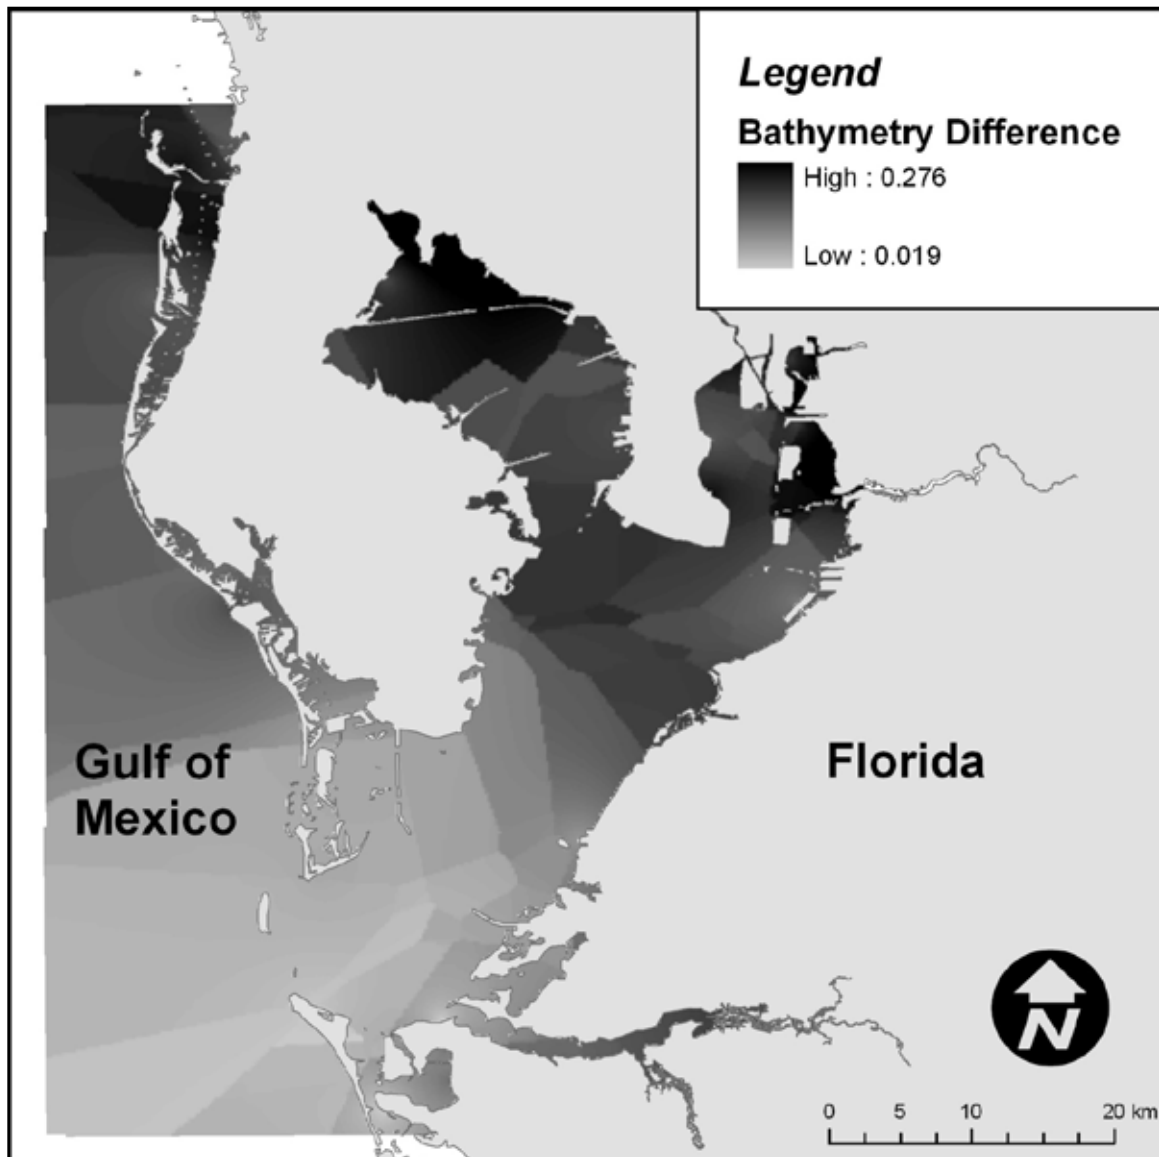 Legend
Bathymetry Difference
High : 0.276
Low : 0.019
Gulf of
Mexico
Florida
N
0 5 10 20 km